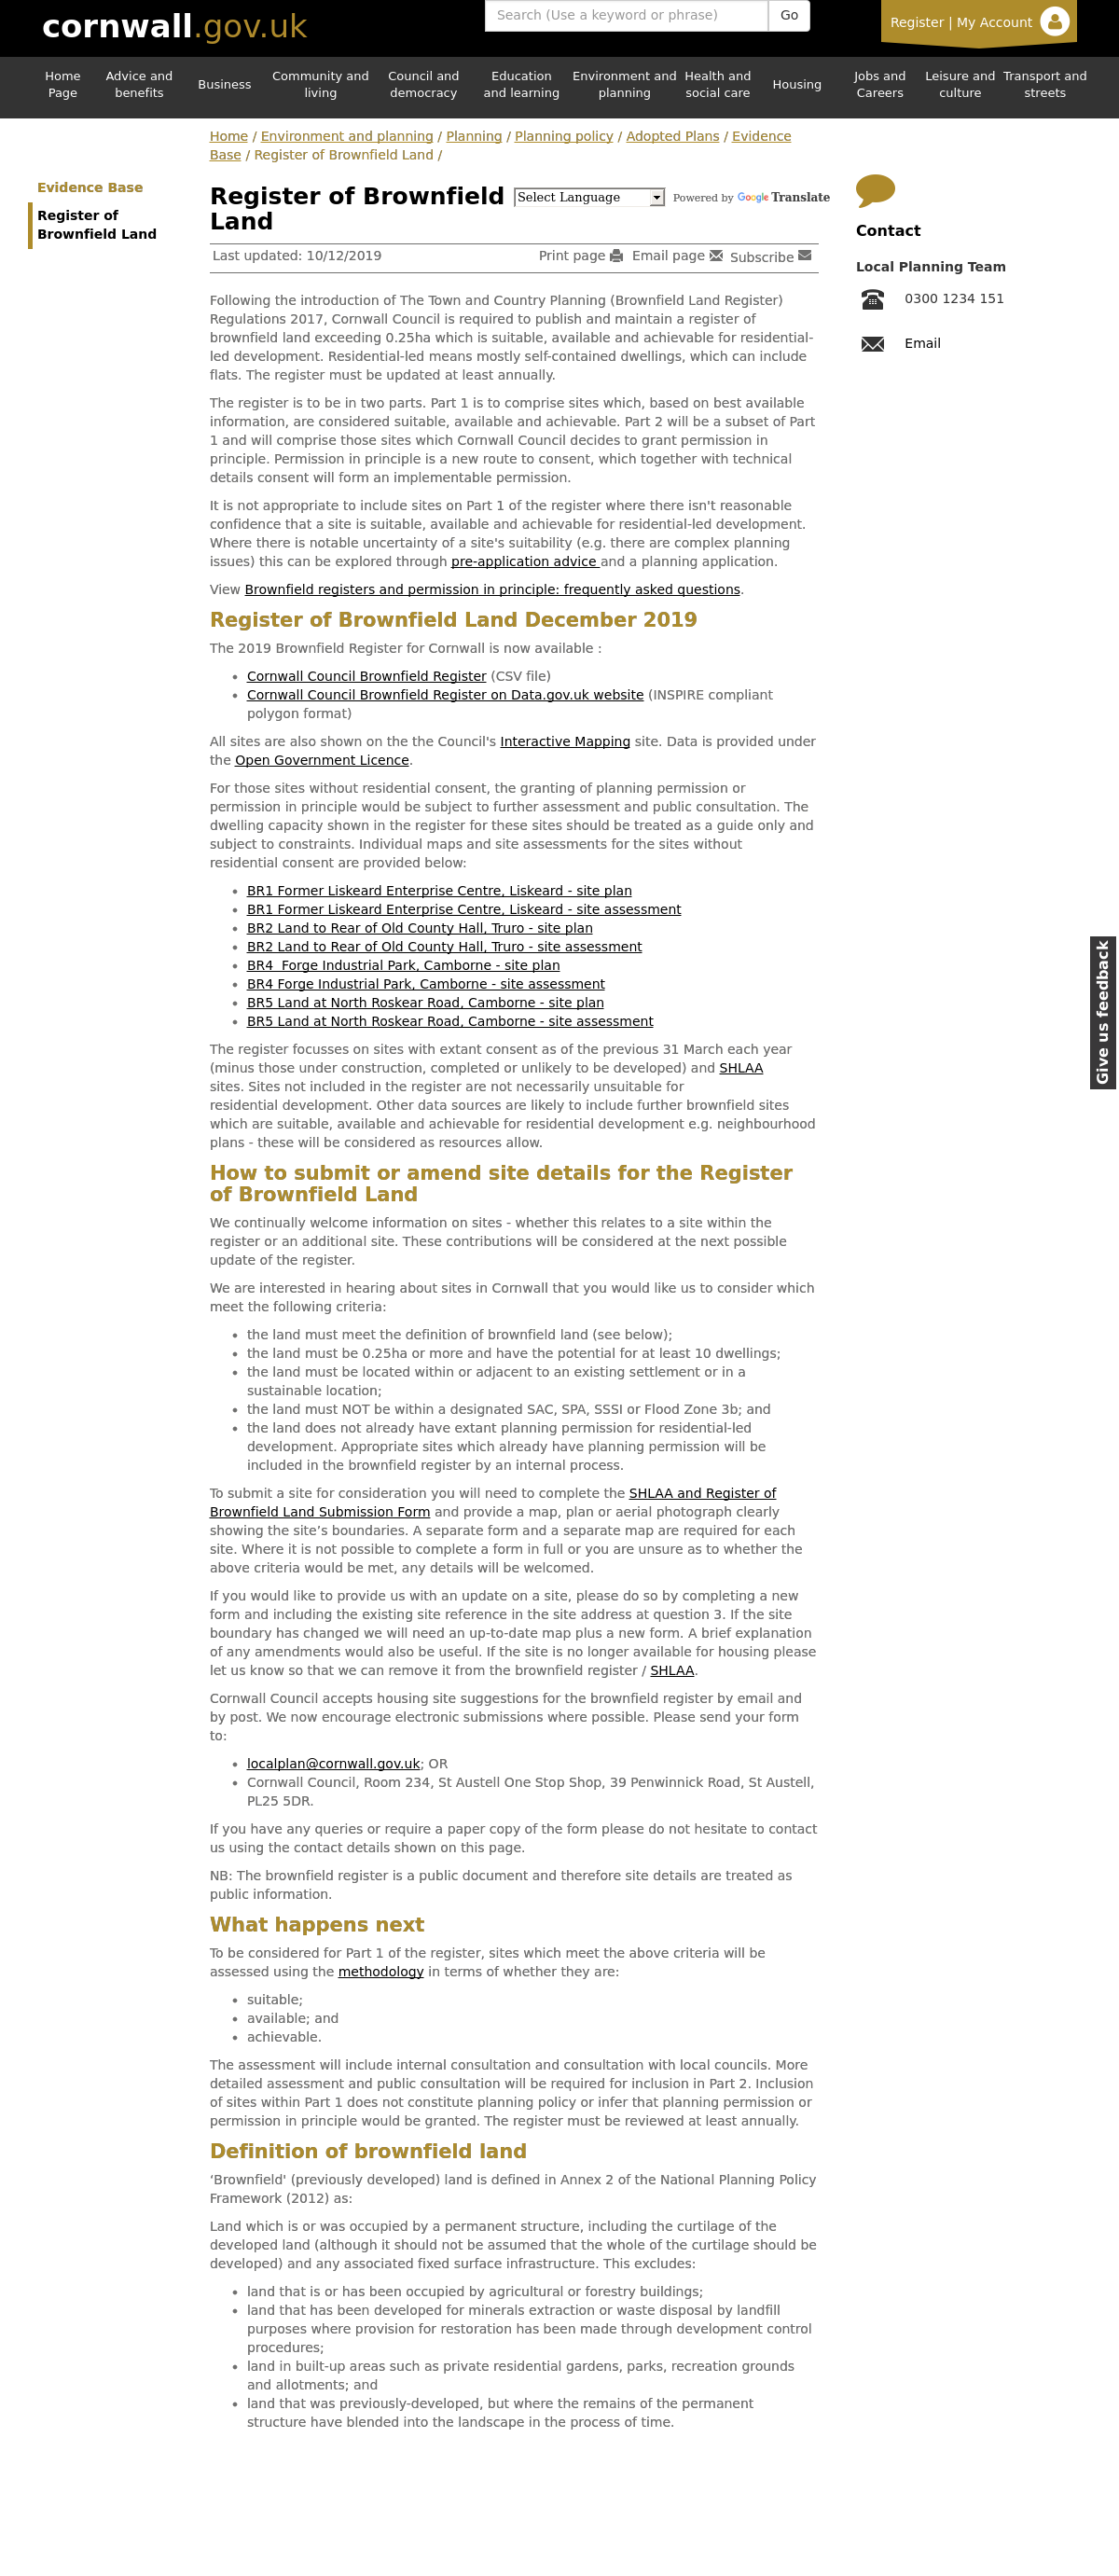 cornwall.gov.uk
Search (Use a keyword or phrase)
Go
Register | My Account
Home Page
Advice and benefits
Business
Community and living
Council and democracy
Education and learning
Environment and planning
Health and social care
Housing
Jobs and Careers
Leisure and culture
Transport and streets
Home / Environment and planning / Planning / Planning policy / Adopted Plans / Evidence
Base / Register of Brownfield Land /
Evidence Base
Register of
Brownfield Land
Register of Brownfield
Land
Select Language
Powered by Google Translate
Last updated: 10/12/2019
Print page
Email page
Subscribe
Contact
Local Planning Team
0300 1234 151
Email
Following the introduction of The Town and Country Planning (Brownfield Land Register)
Regulations 2017, Cornwall Council is required to publish and maintain a register of
brownfield land exceeding 0.25ha which is suitable, available and achievable for residential-
led development. Residential-led means mostly self-contained dwellings, which can include
flats. The register must be updated at least annually.
The register is to be in two parts. Part 1 is to comprise sites which, based on best available
information, are considered suitable, available and achievable. Part 2 will be a subset of Part
1 and will comprise those sites which Cornwall Council decides to grant permission in
principle. Permission in principle is a new route to consent, which together with technical
details consent will form an implementable permission.
It is not appropriate to include sites on Part 1 of the register where there isn't reasonable
confidence that a site is suitable, available and achievable for residential-led development.
Where there is notable uncertainty of a site's suitability (e.g. there are complex planning
issues) this can be explored through pre-application advice and a planning application.
View Brownfield registers and permission in principle: frequently asked questions.
Register of Brownfield Land December 2019
The 2019 Brownfield Register for Cornwall is now available :
• Cornwall Council Brownfield Register (CSV file)
• Cornwall Council Brownfield Register on Data.gov.uk website (INSPIRE compliant
polygon format)
All sites are also shown on the the Council's Interactive Mapping site. Data is provided under
the Open Government Licence.
For those sites without residential consent, the granting of planning permission or
permission in principle would be subject to further assessment and public consultation. The
dwelling capacity shown in the register for these sites should be treated as a guide only and
subject to constraints. Individual maps and site assessments for the sites without
residential consent are provided below:
• BR1 Former Liskeard Enterprise Centre, Liskeard - site plan
• BR1 Former Liskeard Enterprise Centre, Liskeard - site assessment
• BR2 Land to Rear of Old County Hall, Truro - site plan
• BR2 Land to Rear of Old County Hall, Truro - site assessment
• BR4  Forge Industrial Park, Camborne - site plan
• BR4 Forge Industrial Park, Camborne - site assessment
• BR5 Land at North Roskear Road, Camborne - site plan
• BR5 Land at North Roskear Road, Camborne - site assessment
The register focusses on sites with extant consent as of the previous 31 March each year
(minus those under construction, completed or unlikely to be developed) and SHLAA
sites. Sites not included in the register are not necessarily unsuitable for
residential development. Other data sources are likely to include further brownfield sites
which are suitable, available and achievable for residential development e.g. neighbourhood
plans - these will be considered as resources allow.
Give us feedback
How to submit or amend site details for the Register
of Brownfield Land
We continually welcome information on sites - whether this relates to a site within the
register or an additional site. These contributions will be considered at the next possible
update of the register.
We are interested in hearing about sites in Cornwall that you would like us to consider which
meet the following criteria:
• the land must meet the definition of brownfield land (see below);
• the land must be 0.25ha or more and have the potential for at least 10 dwellings;
• the land must be located within or adjacent to an existing settlement or in a
sustainable location;
• the land must NOT be within a designated SAC, SPA, SSSI or Flood Zone 3b; and
• the land does not already have extant planning permission for residential-led
development. Appropriate sites which already have planning permission will be
included in the brownfield register by an internal process.
To submit a site for consideration you will need to complete the SHLAA and Register of
Brownfield Land Submission Form and provide a map, plan or aerial photograph clearly
showing the site’s boundaries. A separate form and a separate map are required for each
site. Where it is not possible to complete a form in full or you are unsure as to whether the
above criteria would be met, any details will be welcomed.
If you would like to provide us with an update on a site, please do so by completing a new
form and including the existing site reference in the site address at question 3. If the site
boundary has changed we will need an up-to-date map plus a new form. A brief explanation
of any amendments would also be useful. If the site is no longer available for housing please
let us know so that we can remove it from the brownfield register / SHLAA.
Cornwall Council accepts housing site suggestions for the brownfield register by email and
by post. We now encourage electronic submissions where possible. Please send your form
to:
• localplan@cornwall.gov.uk; OR
• Cornwall Council, Room 234, St Austell One Stop Shop, 39 Penwinnick Road, St Austell,
PL25 5DR.
If you have any queries or require a paper copy of the form please do not hesitate to contact
us using the contact details shown on this page.
NB: The brownfield register is a public document and therefore site details are treated as
public information.
What happens next
To be considered for Part 1 of the register, sites which meet the above criteria will be
assessed using the methodology in terms of whether they are:
• suitable;
• available; and
• achievable.
The assessment will include internal consultation and consultation with local councils. More
detailed assessment and public consultation will be required for inclusion in Part 2. Inclusion
of sites within Part 1 does not constitute planning policy or infer that planning permission or
permission in principle would be granted. The register must be reviewed at least annually.
Definition of brownfield land
‘Brownfield' (previously developed) land is defined in Annex 2 of the National Planning Policy
Framework (2012) as:
Land which is or was occupied by a permanent structure, including the curtilage of the
developed land (although it should not be assumed that the whole of the curtilage should be
developed) and any associated fixed surface infrastructure. This excludes:
• land that is or has been occupied by agricultural or forestry buildings;
• land that has been developed for minerals extraction or waste disposal by landfill
purposes where provision for restoration has been made through development control
procedures;
• land in built-up areas such as private residential gardens, parks, recreation grounds
and allotments; and
• land that was previously-developed, but where the remains of the permanent
structure have blended into the landscape in the process of time.